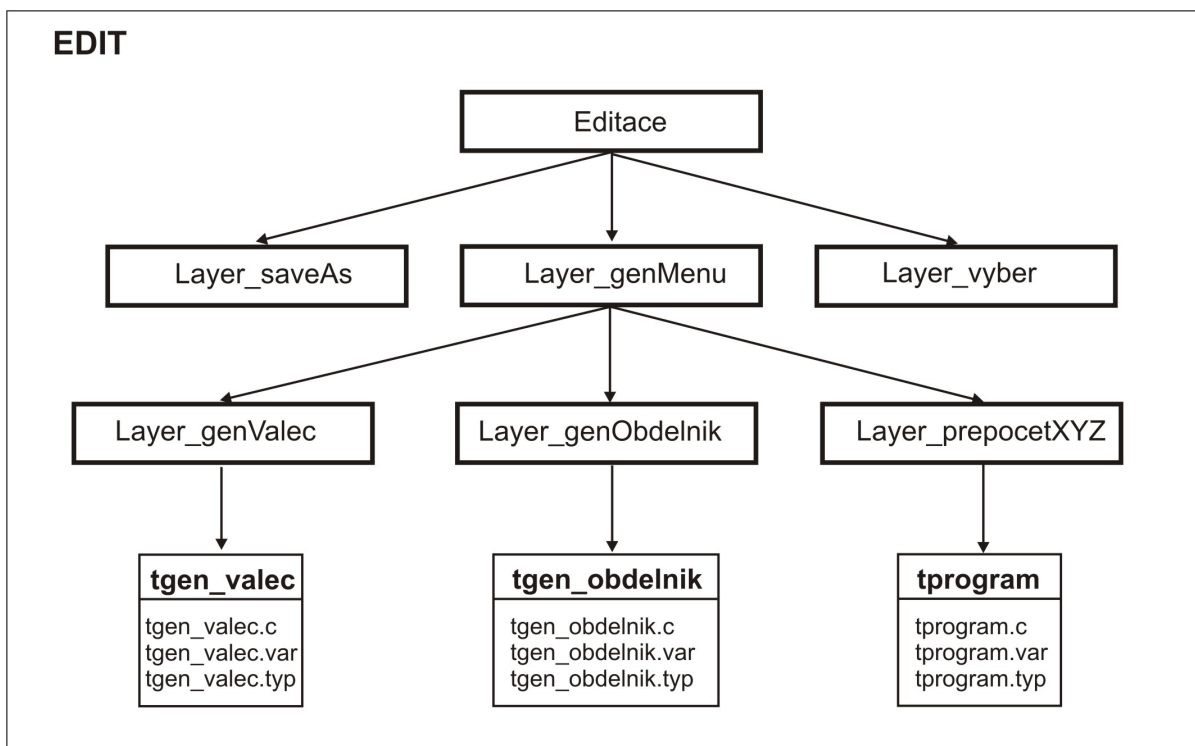 EDIT
Editace
Layer_saveAs
Layer_genMenu
Layer_vyber
Layer_genValec
Layer_genObdelnik
Layer_prepocetXYZ
tgen_valec
tgen_valec.c
tgen_valec.var
tgen_valec.typ
tgen_obdelnik
tgen_obdelnik.c
tgen_obdelnik.var
tgen_obdelnik.typ
tprogram
tprogram.c
tprogram.var
tprogram.typ